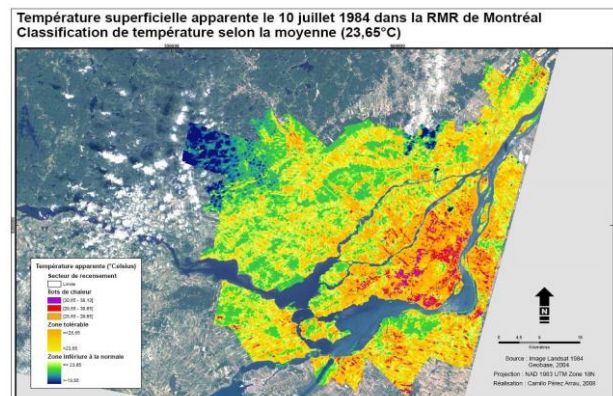 Température superficielle apparente le 10 juillet 1984 dans la RMR de Montréal
Classification de température selon la moyenne (23,65°C)
Température apparente (°Celsius)
Secteur de recensement
Limite
Îlots de chaleur
Zone tolérable
Zone inférieure à la normale
N
Kilomètres
Source : Image Landsat 1984
Geobase, 2004
Projection : NAD 1983 UTM Zone 18N
Réalisation : Camilo Pérez Arrau, 2008